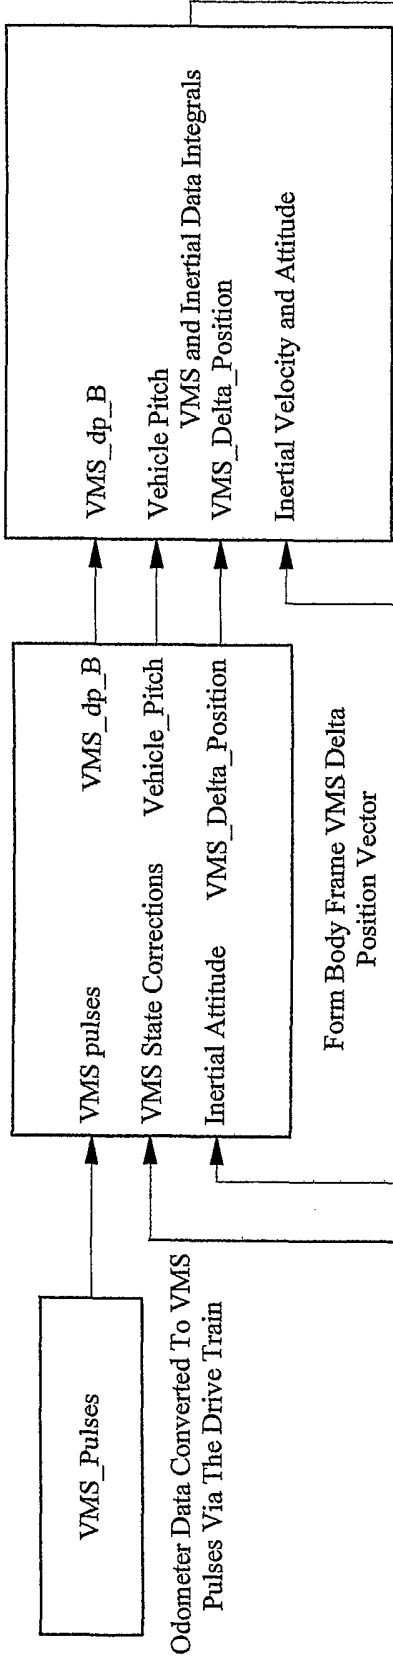 VMS_Pulses
Odometer Data Converted To VMS
Pulses Via The Drive Train
VMS pulses VMS_dp_B
VMS State Corrections Vehicle_Pitch
Inertial Attitude VMS_Delta_Position
Form Body Frame VMS Delta
Position Vector
VMS_dp_B
Vehicle Pitch
VMS and Inertial Data Integrals
VMS_Delta_Position
Inertial Velocity and Attitude